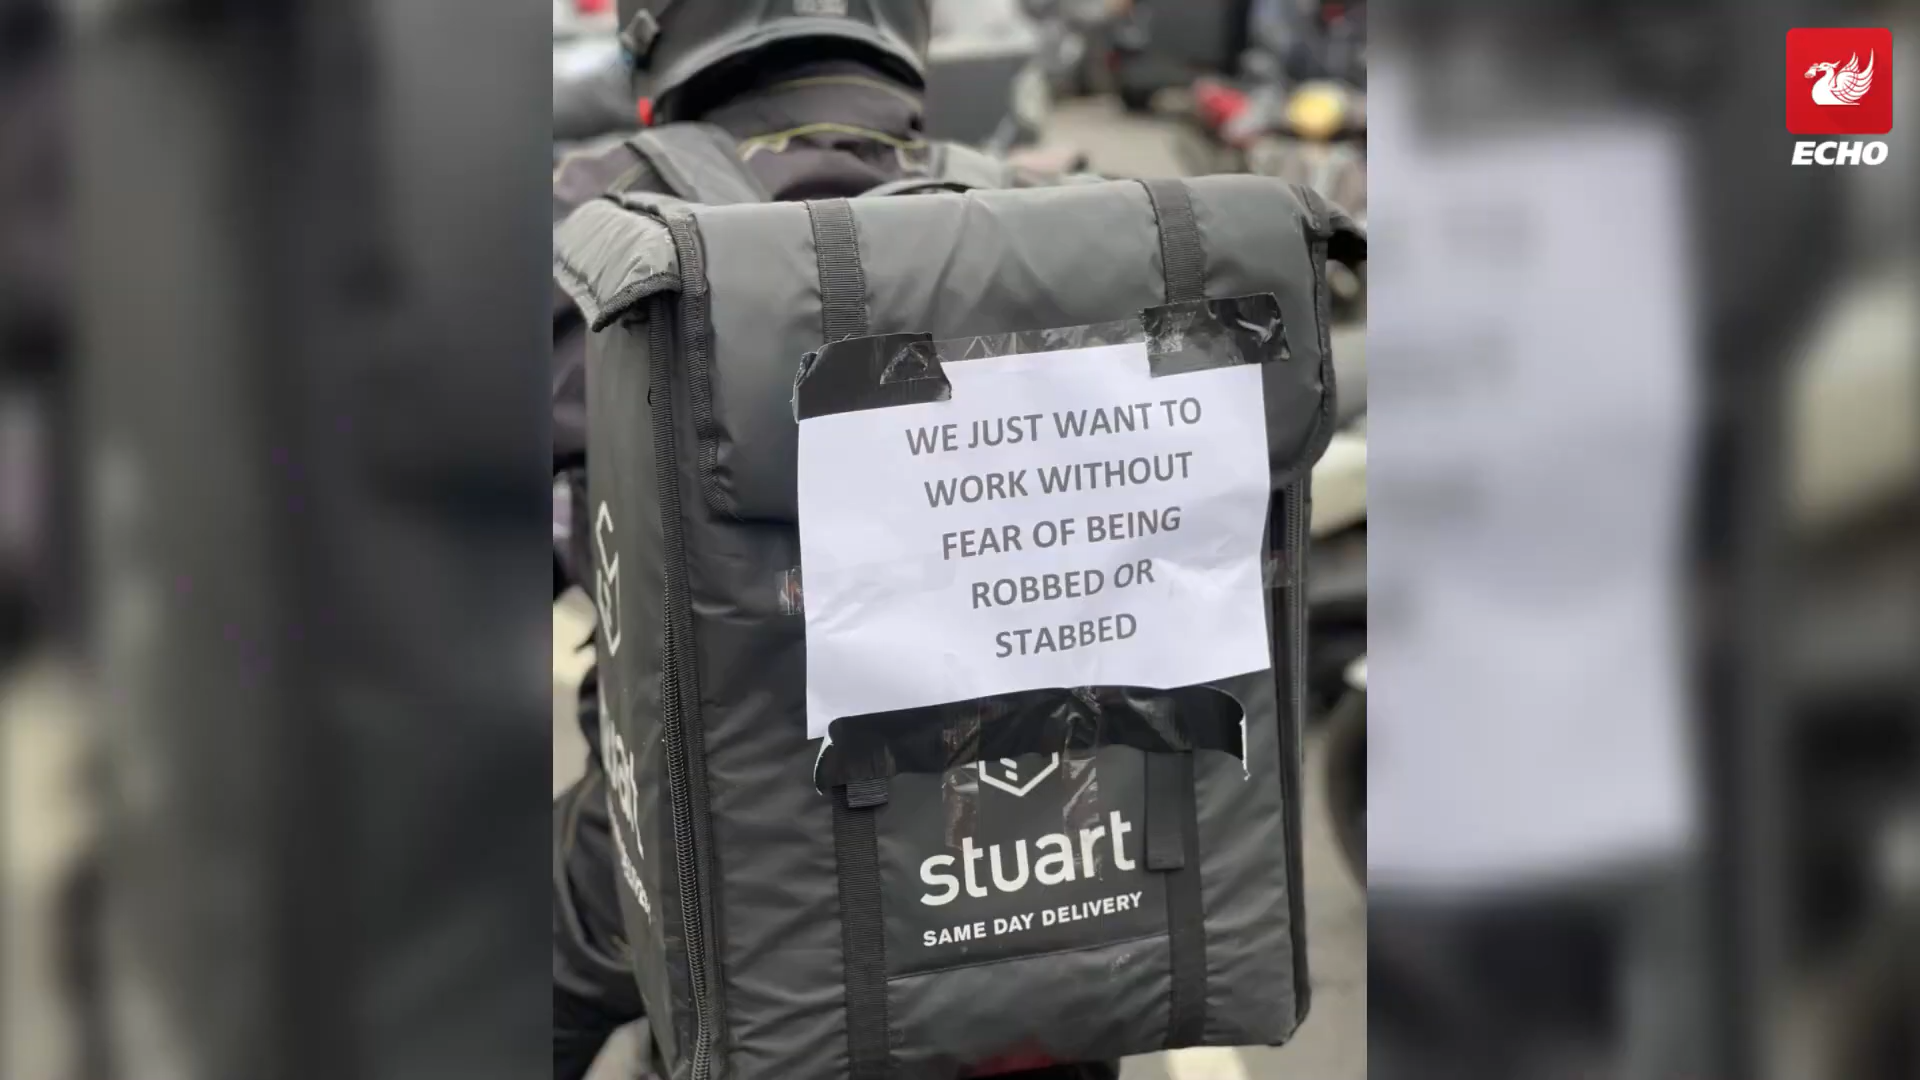 ECHO
WE JUST WANT TO
WORK WITHOUT
FEAR OF BEING
ROBBED OR
STABBED
stuart
SAME DAY DELIVERY